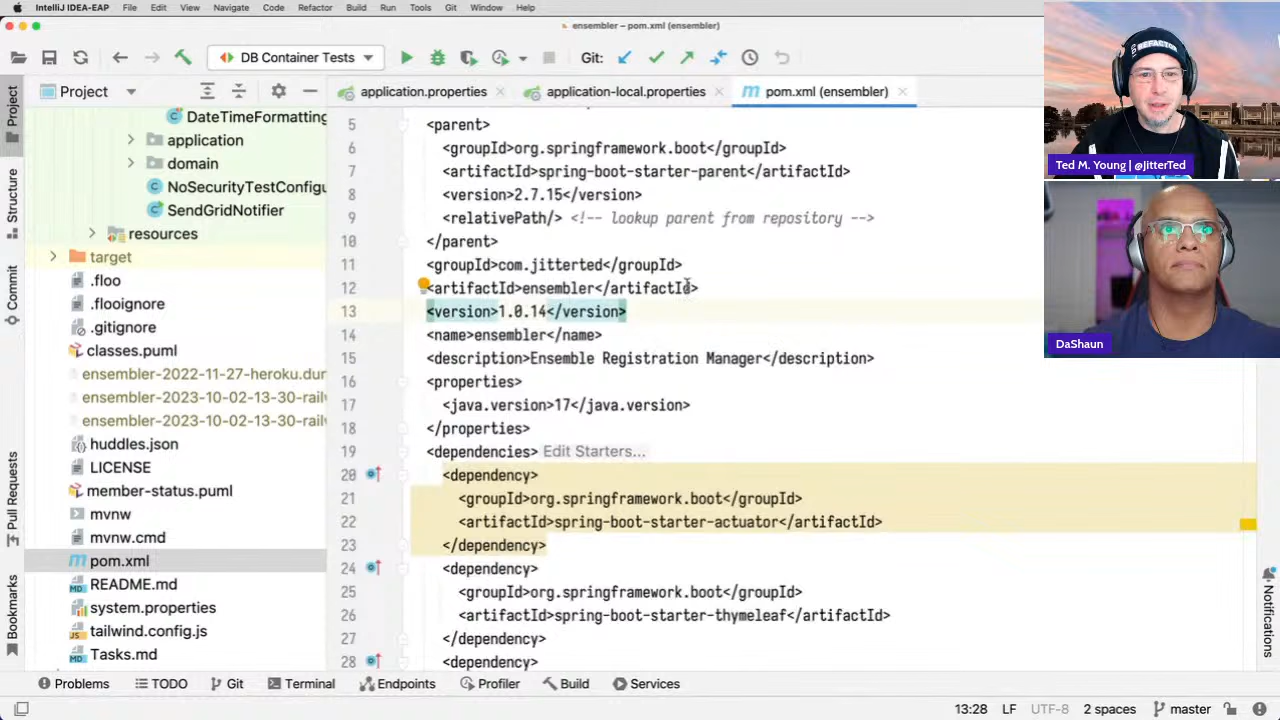 IntelliJ IDEA-EAP File Edit View Navigate Code Refactor Build Run Tools Git Window Help
ensembler – pom.xml (ensembler)
DB Container Tests
Git:
Project
application.properties
application-local.properties
pom.xml (ensembler)
Project
Structure
Commit
Pull Requests
Bookmarks
DateTimeFormatting
application
domain
NoSecurityTestConfigu
SendGridNotifier
resources
target
.floo
.flooignore
.gitignore
classes.puml
ensembler-2022-11-27-heroku.dum
ensembler-2023-10-02-13-30-railw
ensembler-2023-10-02-13-30-railw
huddles.json
LICENSE
member-status.puml
mvnw
mvnw.cmd
pom.xml
README.md
system.properties
tailwind.config.js
Tasks.md
5 <parent>
6 <groupId>org.springframework.boot</groupId>
7 <artifactId>spring-boot-starter-parent</artifactId>
8 <version>2.7.15</version>
9 <relativePath/> <!-- lookup parent from repository -->
10 </parent>
11 <groupId>com.jitterted</groupId>
12 <artifactId>ensembler</artifactId>
13 <version>1.0.14</version>
14 <name>ensembler</name>
15 <description>Ensemble Registration Manager</description>
16 <properties>
17 <java.version>17</java.version>
18 </properties>
19 <dependencies> Edit Starters...
20 <dependency>
21 <groupId>org.springframework.boot</groupId>
22 <artifactId>spring-boot-starter-actuator</artifactId>
23 </dependency>
24 <dependency>
25 <groupId>org.springframework.boot</groupId>
26 <artifactId>spring-boot-starter-thymeleaf</artifactId>
27 </dependency>
28 <dependency>
REFACTOR
Ted M. Young | @JitterTed
DaShaun
Notifications
Problems TODO Git Terminal Endpoints Profiler Build Services
13:28 LF UTF-8 2 spaces master